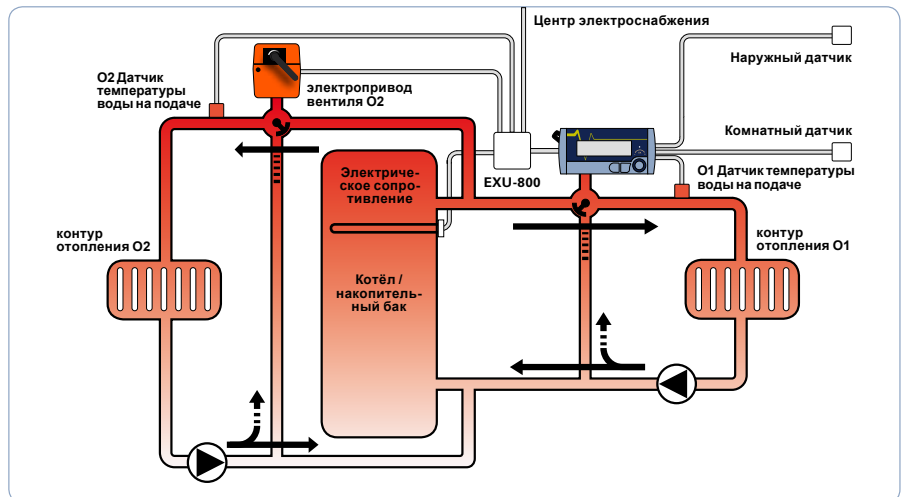 Центр электроснабжения
Наружный датчик
О2 Датчик
температуры
воды на подаче
электропривод
вентиля О2
Комнатный датчик
EXU-800
О1 Датчик температуры
воды на подаче
Электриче-
ское сопро-
тивление
контур
отопления О2
контур
отопления О1
Котёл /
накопитель-
ный бак